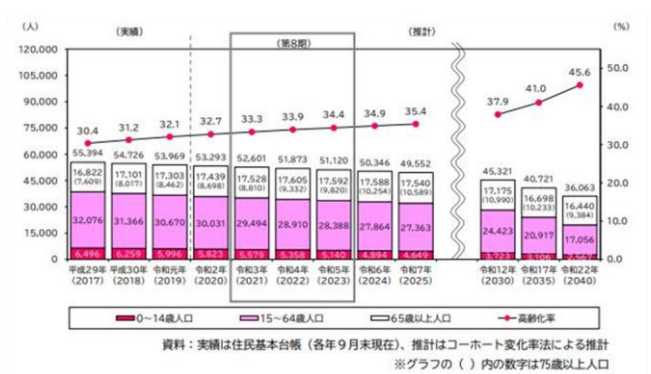 (人)
(実績)
(推計)
(%)
(第8期)
120,000
105,000
90,000
75,000
60,000
45,000
30,000
15,000
0
50.0
40.0
30.0
20.0
10.0
0.0
30.4 31.2 32.1 32.7 33.3 33.9 34.4 34.9 35.4 37.9 41.0 45.6
55,394 54,726 53,969 53,293 52,601 51,873 51,120 50,346 49,552 45,321 40,721 36,063
16,822 17,101 17,303 17,439 17,528 17,605 17,592 17,588 17,540 17,175 16,698 16,440
(7,609) (8,017) (8,462) (8,698) (8,810) (9,332) (9,820) (10,254) (10,589) (10,990) (10,233) (9,384)
32,076 31,366 30,670 30,031 29,494 28,910 28,388 27,864 27,363 24,423 20,917 17,056
6,496 6,259 5,996 5,823 5,579 5,358 5,140 4,894 4,649 3,723 3,106 2,567
平成29年 平成30年 令和元年 令和2年 令和3年 令和4年 令和5年 令和6年 令和7年 令和12年 令和17年 令和22年
(2017) (2018) (2019) (2020) (2021) (2022) (2023) (2024) (2025) (2030) (2035) (2040)
0~14歳人口 15~64歳人口 65歳以上人口 高齢化率
資料:実績は住民基本台帳(各年9月末現在)、推計はコーホート変化率法による推計
※グラフの( )内の数字は75歳以上人口